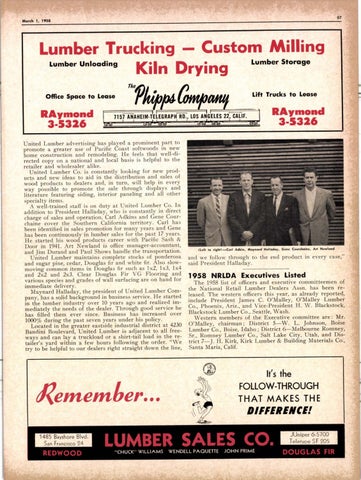 March 1, 1958
57
Lumber Trucking — Custom Milling
Lumber Unloading
Kiln Drying
Lumber Storage
Office Space to Lease
The Phipps Company
Lift Trucks to Lease
RAymond
3-5326
7157 ANAHEIM-TELEGRAPH RD., LOS ANGELES 22, CALIF.
RAymond
3-5326
United Lumber advertising has played a prominent part to
promote a greater use of Pacific Coast softwoods in new
home construction and remodeling. He feels that well-di-
rected copy on a national and local basis is helpful to the
retailer and wholesaler alike.
United Lumber Co. is constantly looking for new prod-
ucts and new ideas to aid in the distribution and sales of
wood products to dealers and, in turn, will help in every
way possible to promote the sale through displays and
literature featuring siding, interior paneling and all other
specialty items.
A well-trained staff is on duty at United Lumber Co. In
addition to President Halliday, who is constantly in direct
charge of sales and operation, Carl Adkins and Gene Cour-
chaine cover the Southern California territory. Carl has
been identified in sales promotion for many years and Gene
has been continuously in lumber sales for the past 17 years.
He started his wood products career with Pacific Sash &
Door in 1941. Art Newland is office manager-accountant,
and Jim Howard and Paul Shows handle the transportation.
United Lumber maintains complete stocks of ponderosa
and sugar pine, cedar, and redwood in their yard. Also slow-
moving common items in Douglas fir such as 1x2, 1x3, 1x4
and 2x2 and 2x3, Clear Douglas Fir VG Flooring and
various species and grades of wall surfacing are on hand for
immediate delivery.
Maynard Halliday, the president of United Lumber Com-
pany, has a solid background in business service. He started
in the lumber industry over 10 years ago and realized im-
mediately the needs of the dealer. Through good service he
has filled them ever since. Business has increased over
1000% during the past seven years under his policy.
Located in the greater eastside industrial district at 4230
Bandini Boulevard, United Lumber is adjacent to all free-
ways and can lay a truckload or a short-tail load in the re-
tailer's yard within a few hours following the order. "We
try to be helpful to our dealers right straight down the line,
(Left to right)—Carl Adkins, Maynard Halliday, Gene Courchaine, Art Newland
and we follow through to the end product in every case,"
said President Halliday.
1958 NRLDA Executives Listed
The 1958 list of officers and executive committeemen of
the National Retail Lumber Dealers Assn. has been re-
leased. The western officers this year, as already reported,
include President James C. O'Malley, O'Malley Lumber
Co., Phoenix, Ariz., and Vice-President H. W. Blackstock,
Blackstock Lumber Co., Seattle, Wash.
Western members of the Executive committee are: Mr.
O'Malley, chairman; District 5—W. L. Johnson, Boise
Lumber Co., Boise, Idaho; District 6—Melbourne Romney,
Sr., Romney Lumber Co., Salt Lake City, Utah, and Dis-
trict 7—J. H. Kirk, Kirk Lumber & Building Materials Co.,
Santa Maria, Calif.
Remember...
It's the
FOLLOW-THROUGH
THAT MAKES THE
DIFFERENCE!
1485 Bayshore Blvd.
San Francisco 24
REDWOOD
LUMBER SALES CO.
"CHUCK" WILLIAMS WENDELL PAQUETTE JOHN PRIME
JUniper 6-5700
Teletype SF 205
DOUGLAS FIR